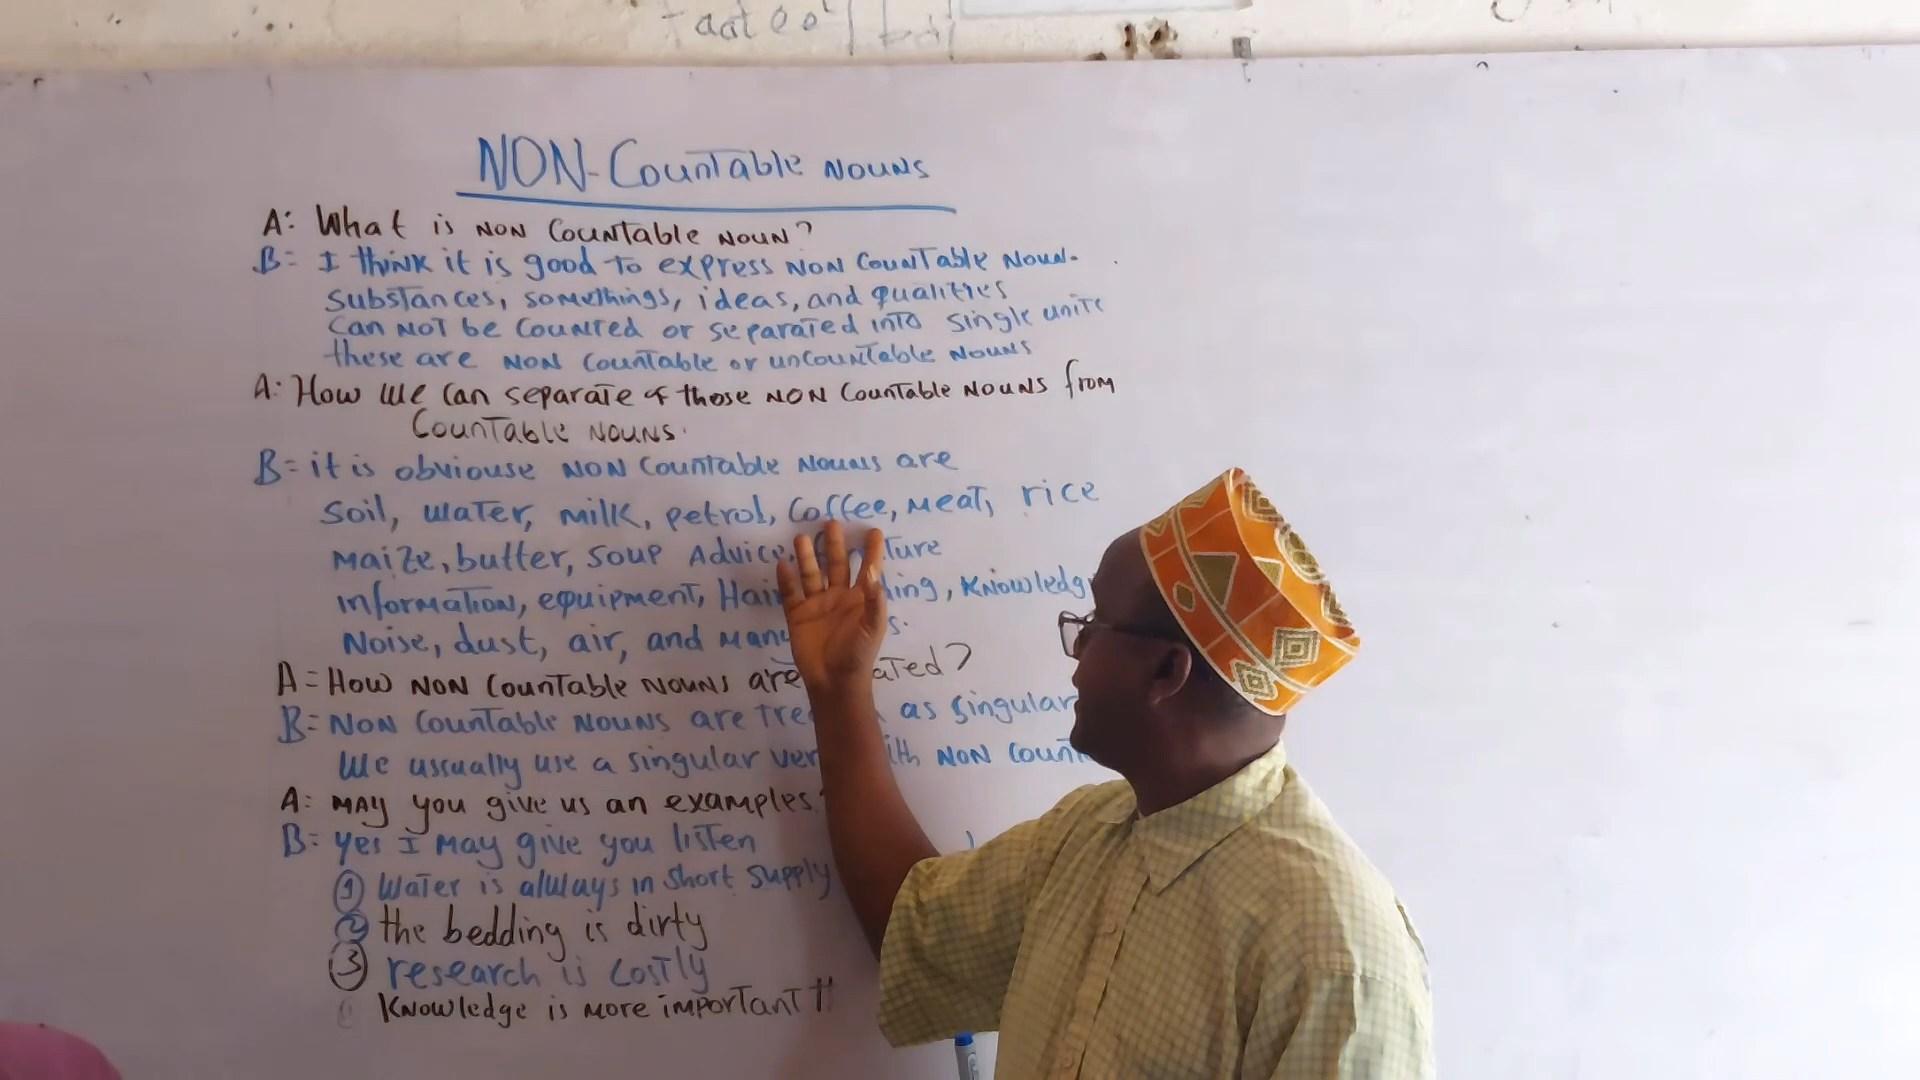 NON-Countable NOUNS
A: What is NON Countable NOUN?
B= I think it is good to express NON Countable Noun.
Substances, somethings, ideas, and qualities
Can NOT be Counted or separated into single units
these are NON Countable or uncountable NOUNS
A: How we can separate of those NON Countable NOUNS from
Countable NOUNS.
B= it is obviouse NON Countable Nouns are
Soil, water, milk, petrol, Coffee, Meat, rice
Maize, butter, soup Advice,
Information, equipment, Knowledg
Noise, dust, air, and
A= How NON Countable NOUNS are
B= NON Countable NOUNS are as singular
We ussually use a singular NON
A: MAY you give us an examples
B= yes I May give you listen
① Water is always in short supply
② the bedding is dirty
③ research is costly
Knowledge is more important